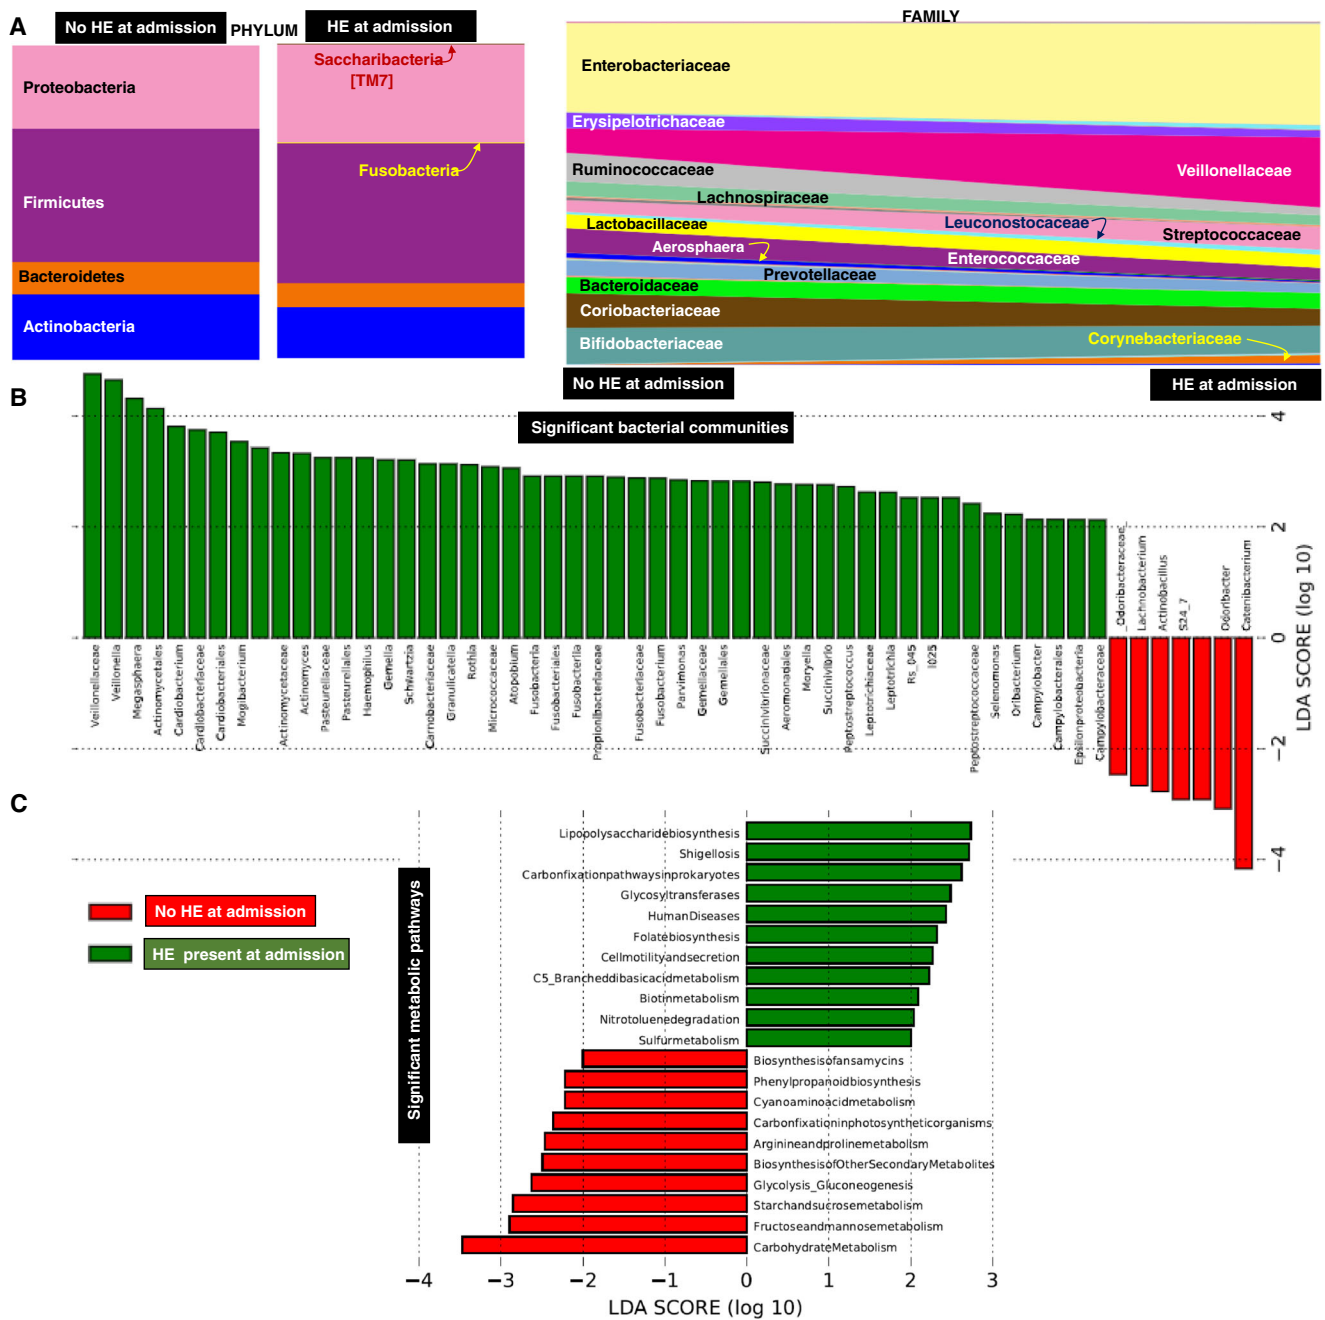 A
No HE at admission
PHYLUM
HE at admission
Proteobacteria
Firmicutes
Bacteroidetes
Actinobacteria
Saccharibacteria
[TM7]
Fusobacteria
FAMILY
Enterobacteriaceae
Erysipelotrichaceae
Veillonellaceae
Ruminococcaceae
Lachnospiraceae
Leuconostocaceae
Lactobacillaceae
Streptococcaceae
Aerosphaera
Enterococcaceae
Prevotellaceae
Bacteroidaceae
Coriobacteriaceae
Bifidobacteriaceae
Corynebacteriaceae
No HE at admission
HE at admission
B
Significant bacterial communities
4
2
0
−2
−4
LDA SCORE (log 10)
Veillonellaceae
Veillonella
Megasphaera
Actinomycetales
Cardiobacterium
Cardiobacteriaceae
Cardiobacteriales
Mogibacterium
Actinomycetaceae
Actinomyces
Pasteurellaceae
Pasteurellales
Haemophilus
Gemella
Schwartzia
Carnobacteriaceae
Granulicatella
Rothia
Micrococcaceae
Atopobium
Fusobacteria
Fusobacteriales
Fusobacteriia
Propionibacteriaceae
Fusobacteriaceae
Fusobacterium
Parvimonas
Gemellaceae
Gemellales
Succinivibrionaceae
Aeromonadales
Moryella
Succinivibrio
Peptostreptococcus
Leptotrichiaceae
Leptotrichia
Rs_045
I025
Peptostreptococcaceae
Selenomonas
Oribacterium
Campylobacter
Campylobacterales
Epsilonproteobacteria
Campylobacteraceae
_Odoribacteraceae_
Lachnobacterium
Actinobacillus
S24_7
Odoribacter
Catenibacterium
C
No HE at admission
HE present at admission
Significant metabolic pathways
Lipopolysaccharidebiosynthesis
Shigellosis
Carbonfixationpathwaysinprokaryotes
Glycosyltransferases
HumanDiseases
Folatebiosynthesis
Cellmotilityandsecretion
C5_Brancheddibasicacidmetabolism
Biotinmetabolism
Nitrotoluenedegradation
Sulfurmetabolism
Biosynthesisofansamycins
Phenylpropanoidbiosynthesis
Cyanoaminoacidmetabolism
Carbonfixationinphotosyntheticorganisms
Arginineandprolinemetabolism
BiosynthesisofOtherSecondaryMetabolites
Glycolysis_Gluconeogenesis
Starchandsucrosemetabolism
Fructoseandmannosemetabolism
CarbohydrateMetabolism
−4 −3 −2 −1 0 1 2 3
LDA SCORE (log 10)